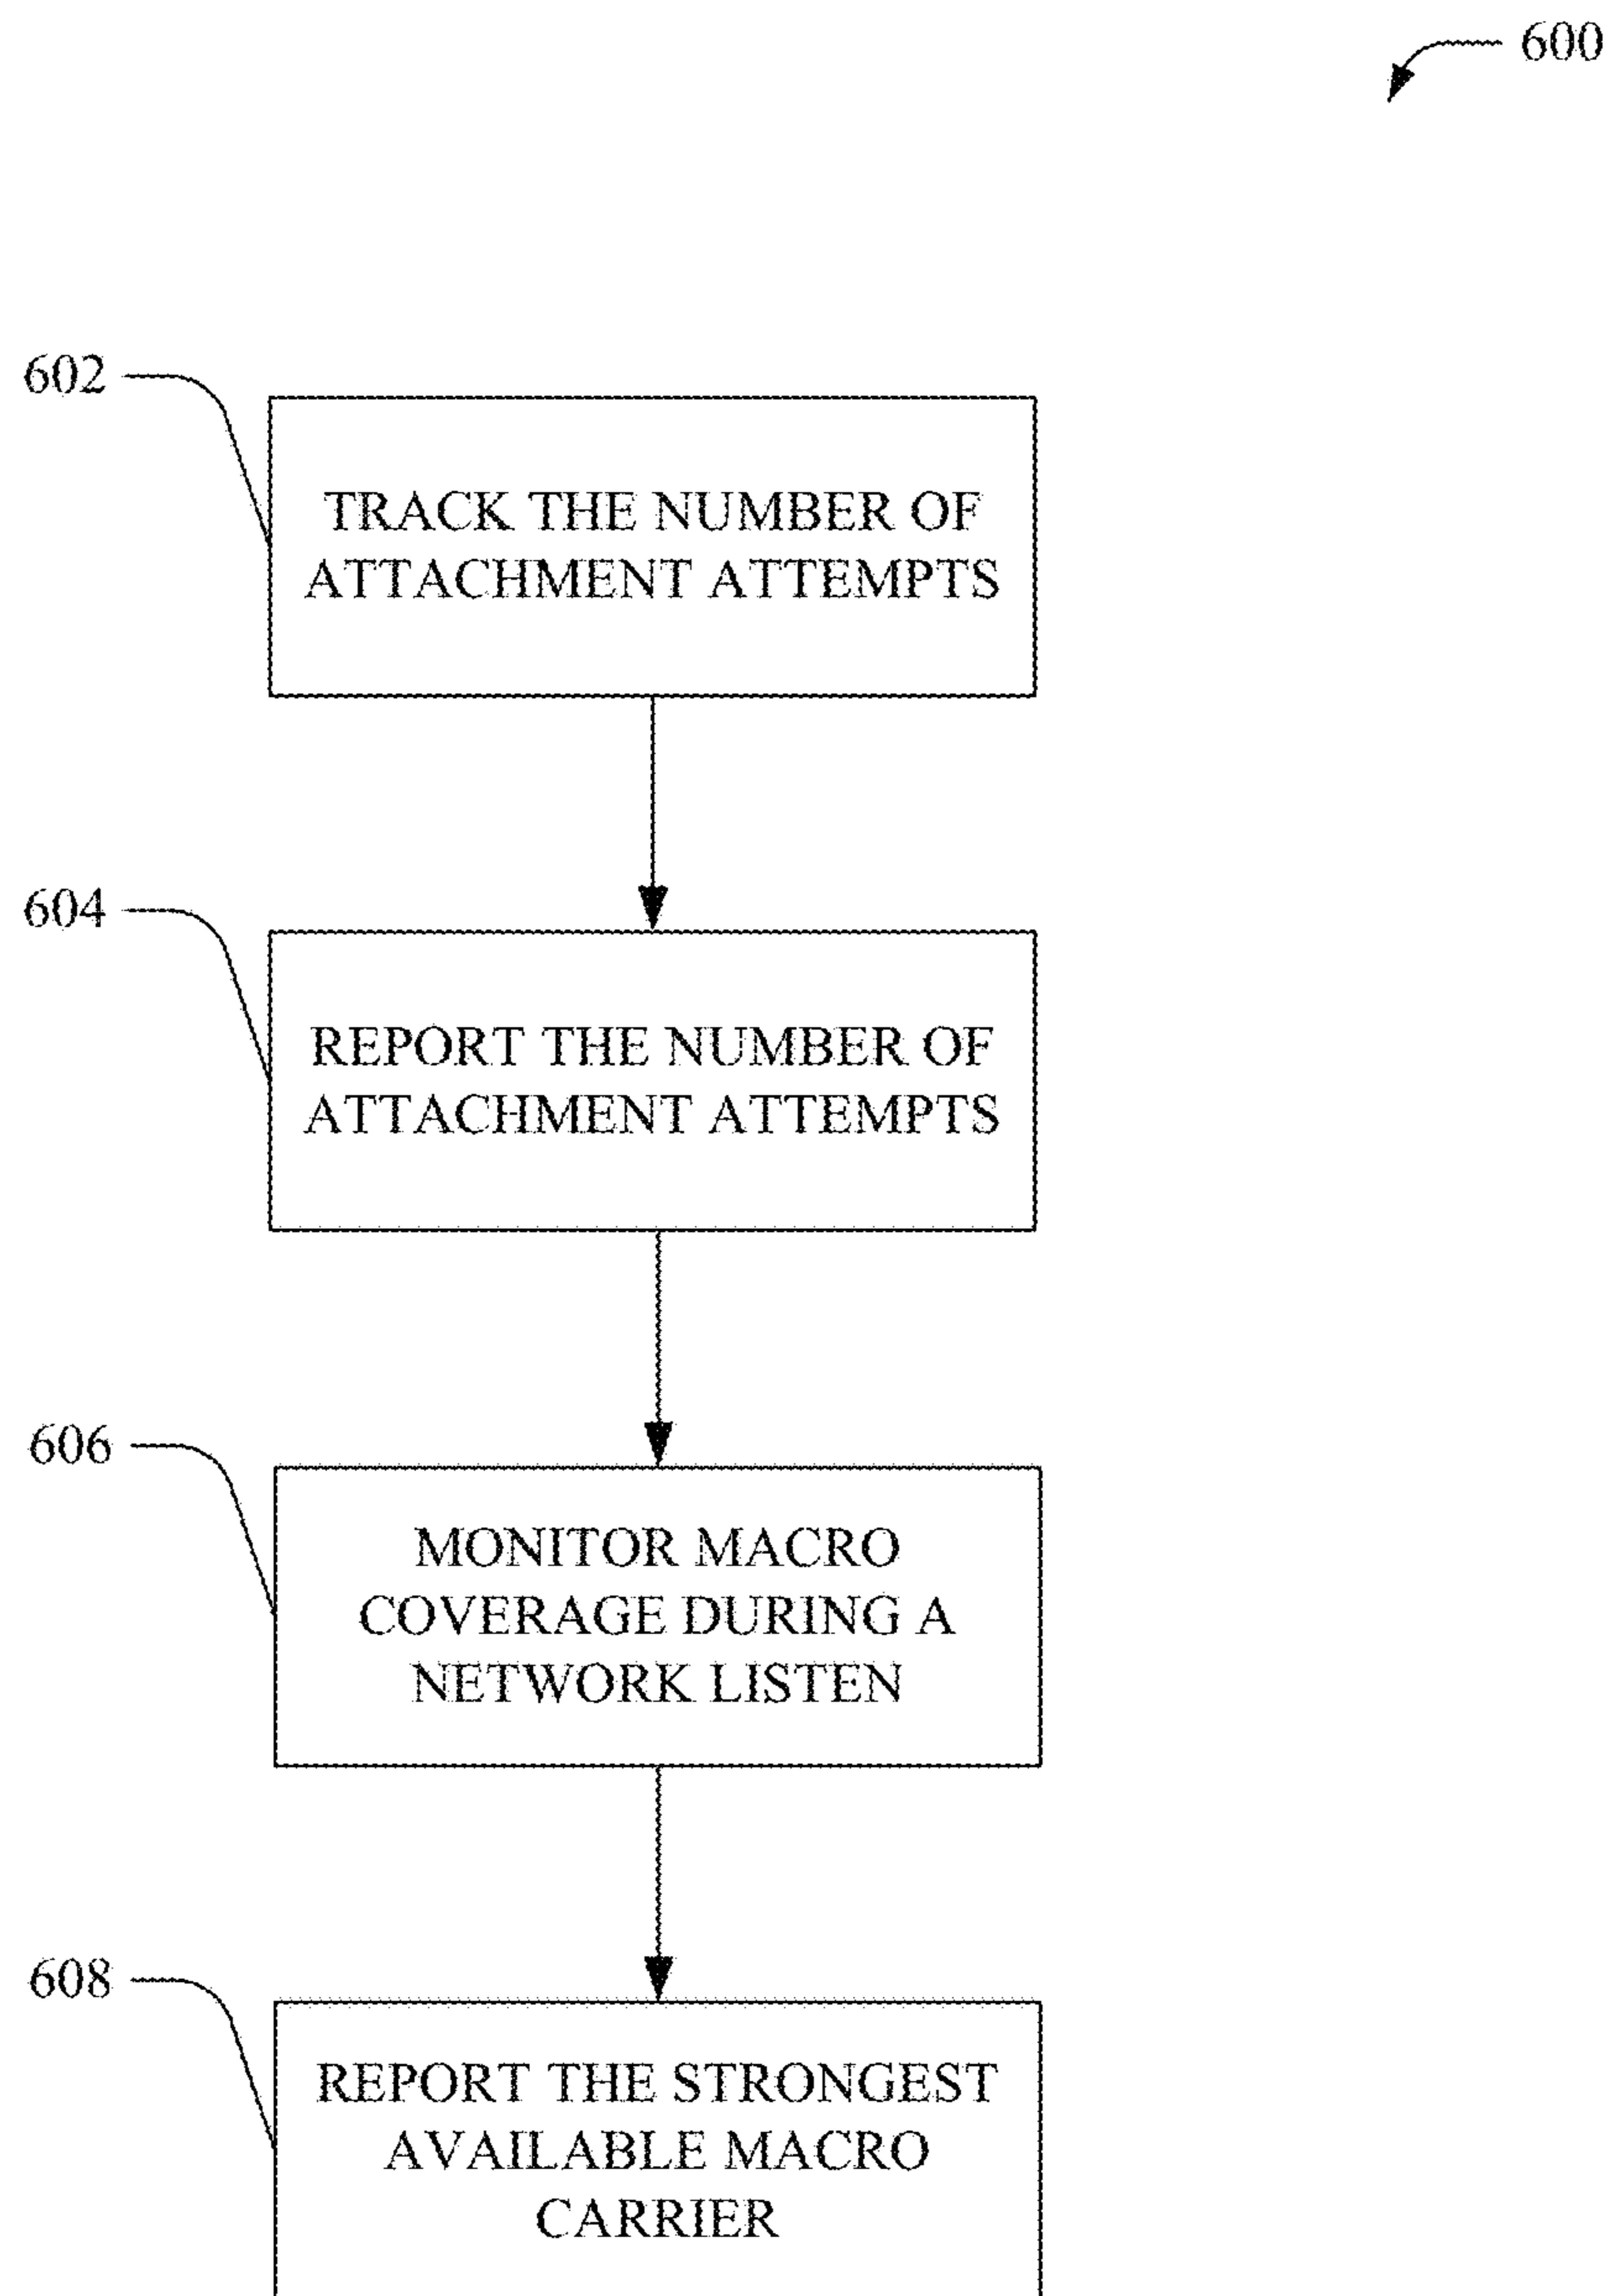 600
602
TRACK THE NUMBER OF
ATTACHMENT ATTEMPTS
604
REPORT THE NUMBER OF
ATTACHMENT ATTEMPTS
606
MONITOR MACRO
COVERAGE DURING A
NETWORK LISTEN
608
REPORT THE STRONGEST
AVAILABLE MACRO
CARRIER